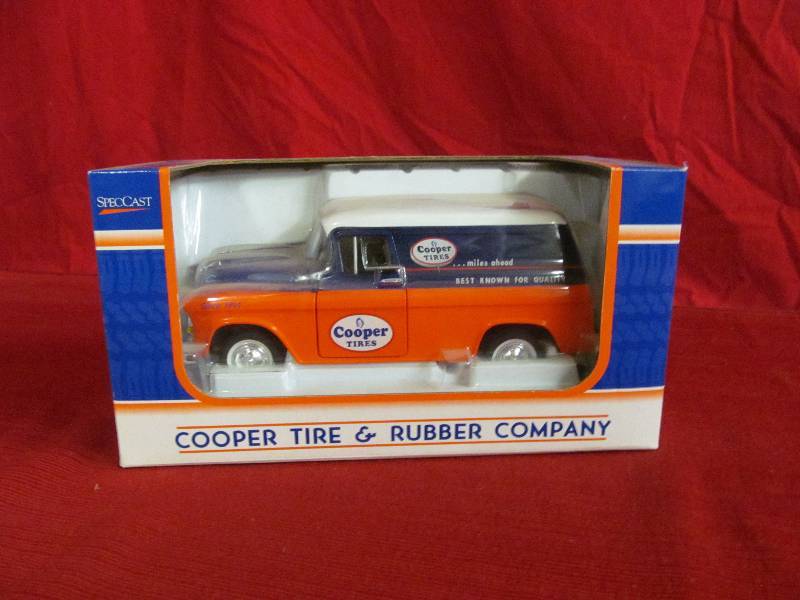 SPECCAST
Cooper
TIRES
...miles ahead
BEST KNOWN FOR QUALITY
Cooper
TIRES
COOPER TIRE & RUBBER COMPANY